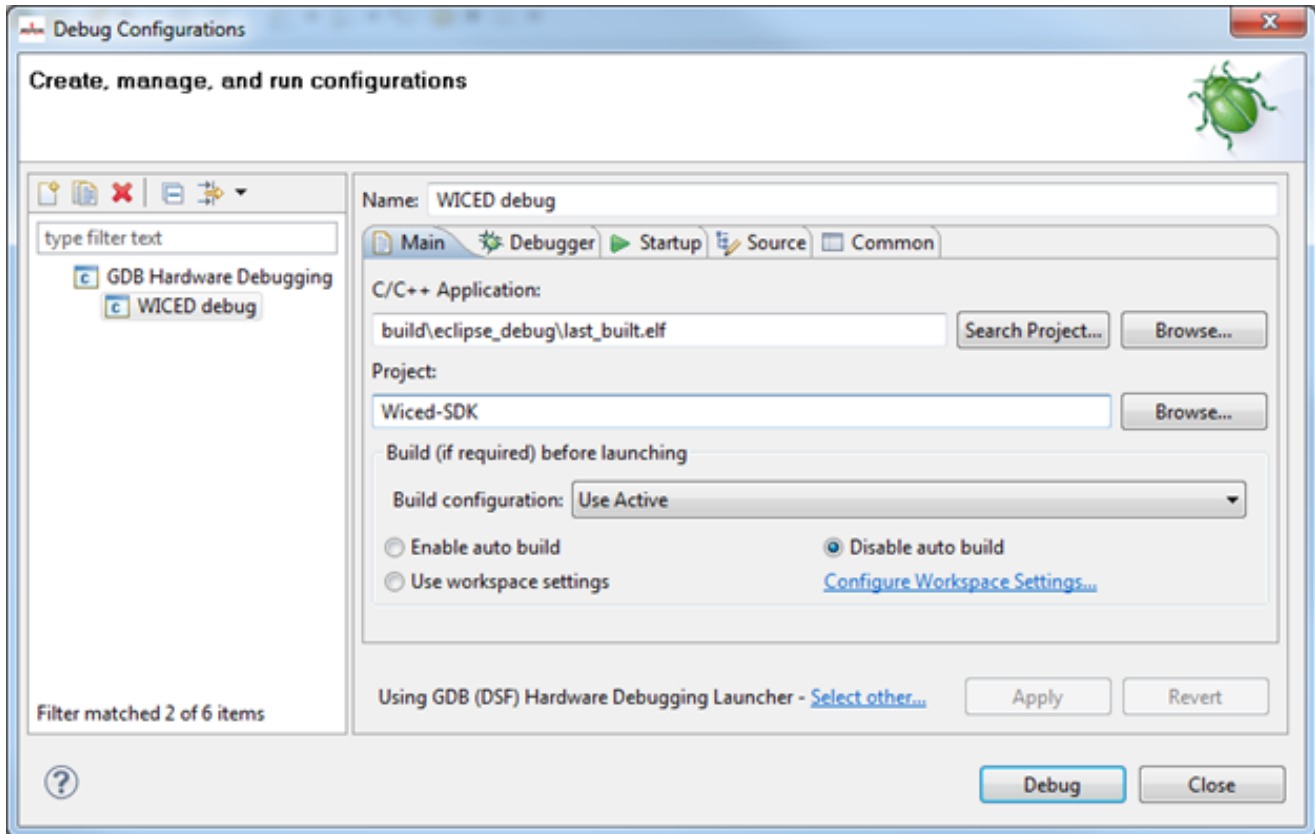 Debug Configurations
Create, manage, and run configurations
type filter text
GDB Hardware Debugging
WICED debug
Filter matched 2 of 6 items
Name: WICED debug
Main Debugger Startup Source Common
C/C++ Application:
build\eclipse_debug\last_built.elf Search Project... Browse...
Project:
Wiced-SDK Browse...
Build (if required) before launching
Build configuration: Use Active
Enable auto build Disable auto build
Use workspace settings Configure Workspace Settings...
Using GDB (DSF) Hardware Debugging Launcher - Select other... Apply Revert
Debug Close